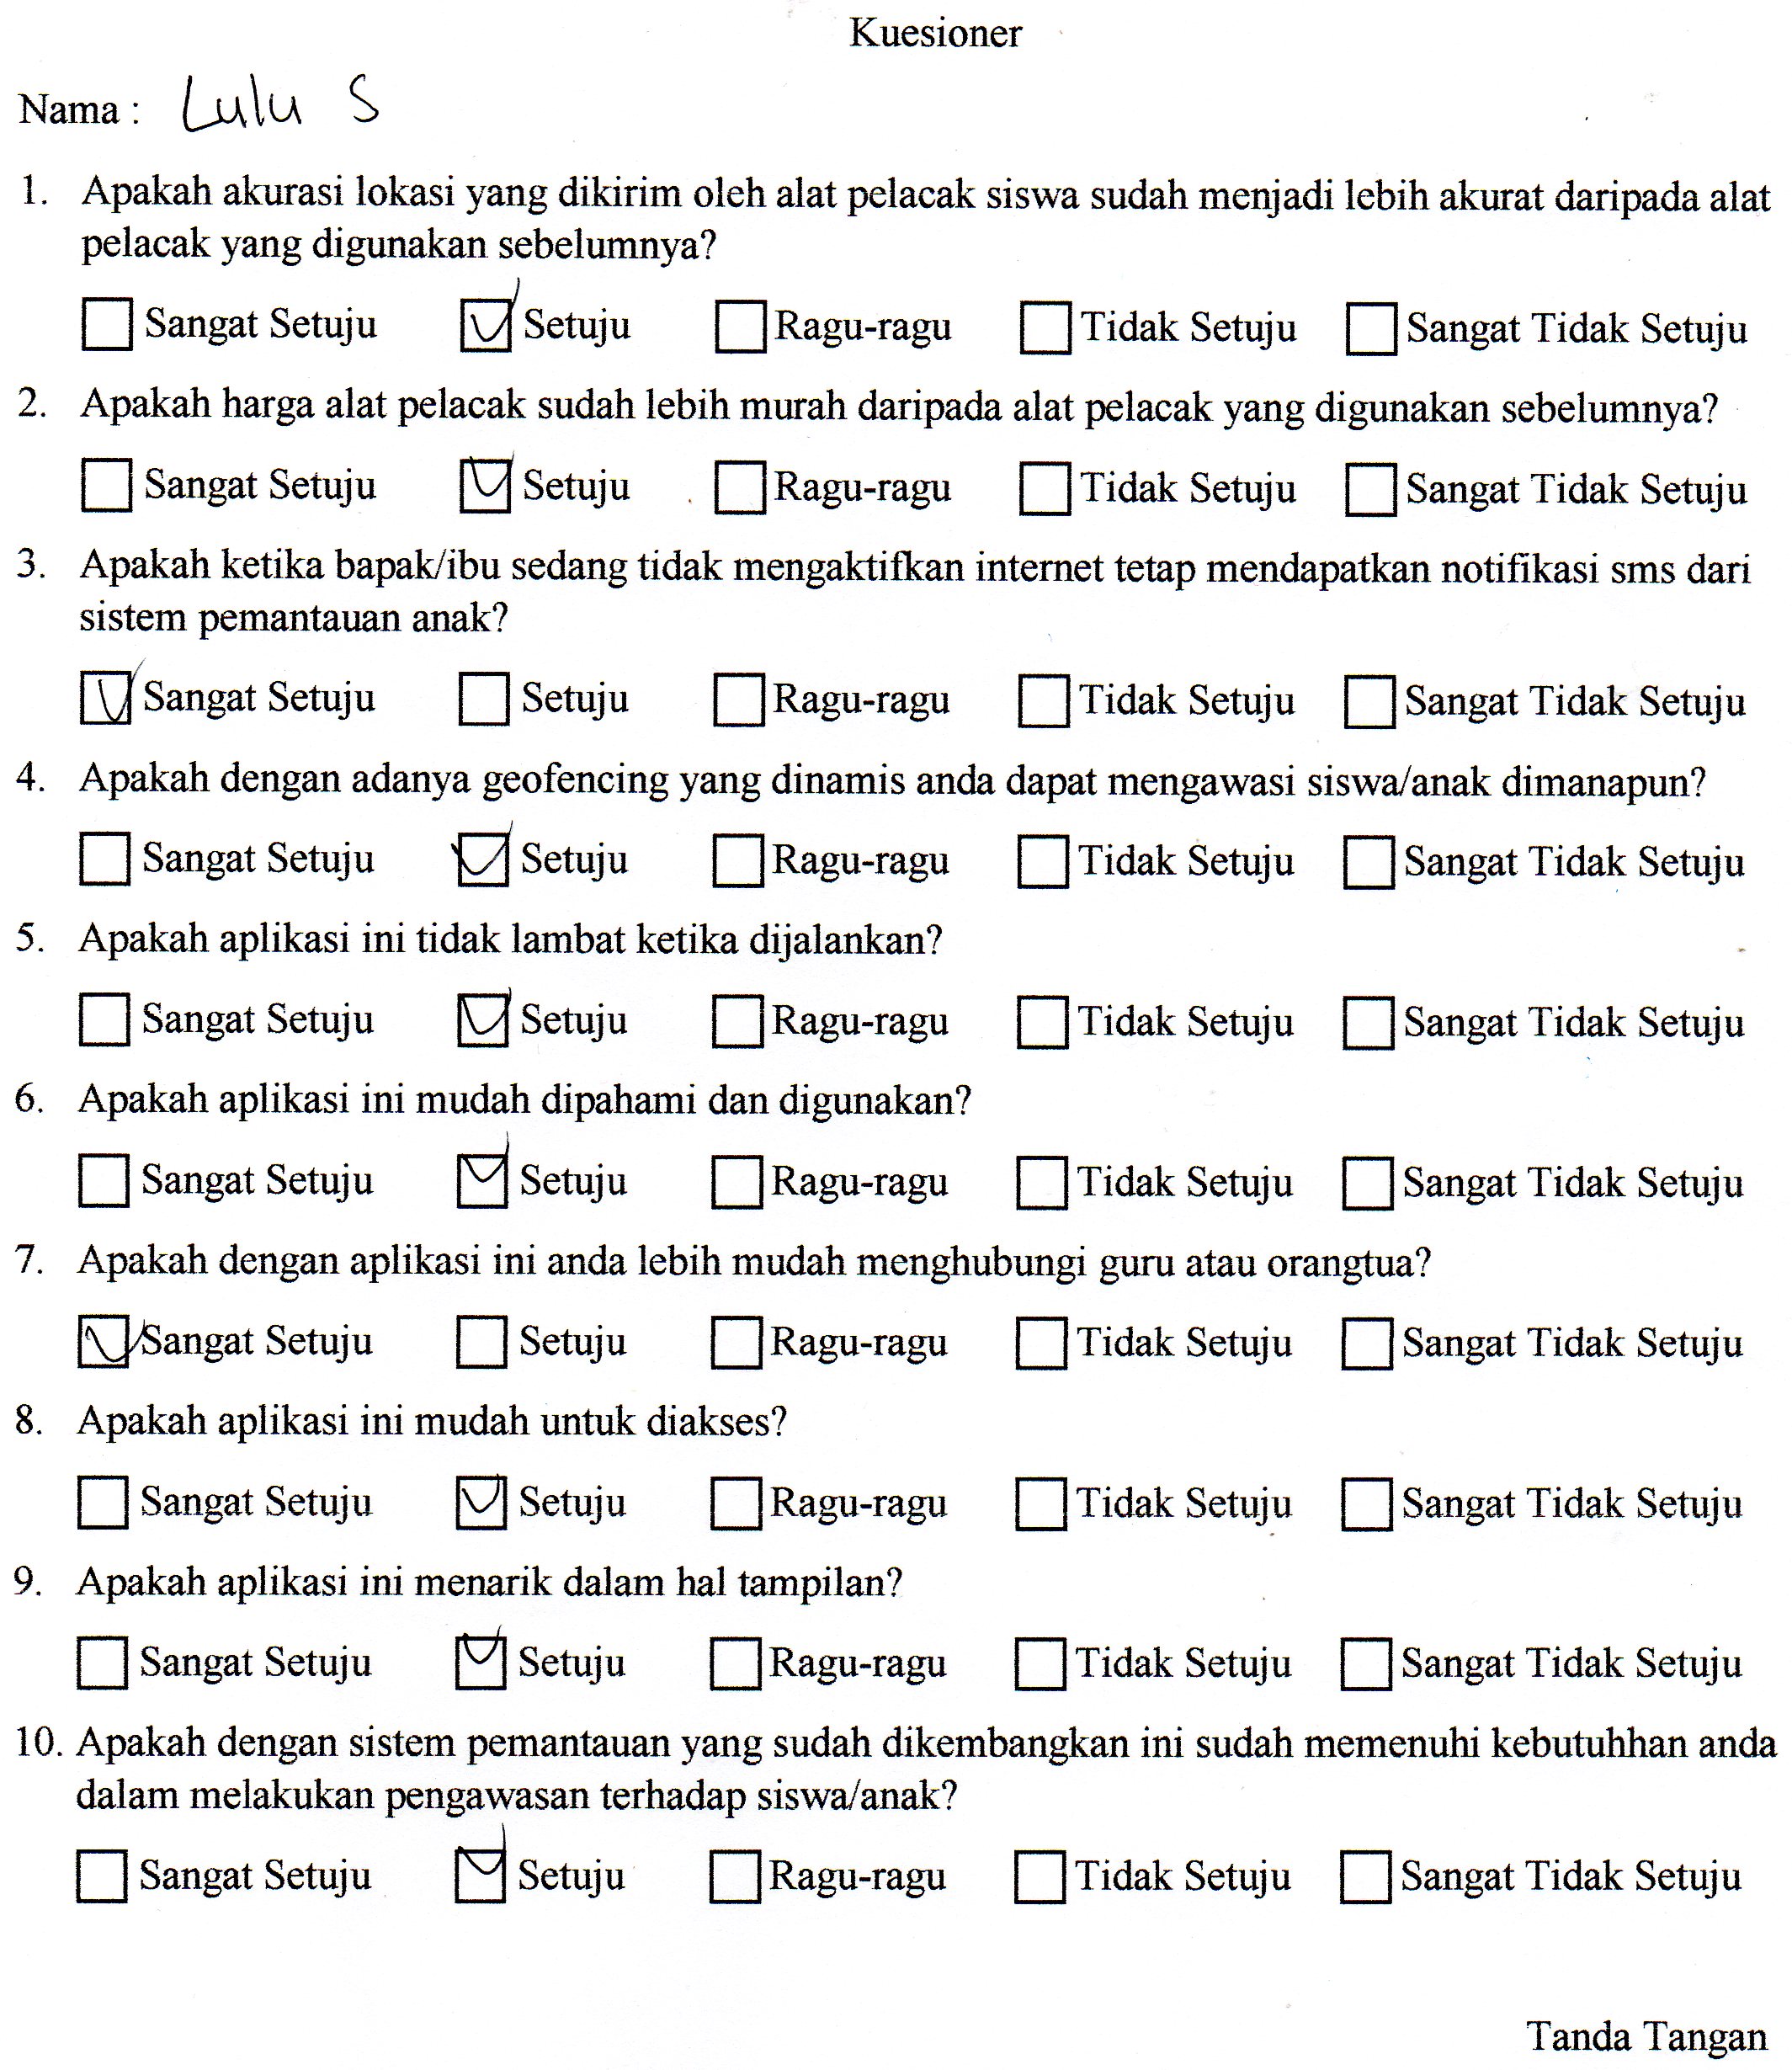 Kuesioner
Nama : Lulu S
1. Apakah akurasi lokasi yang dikirim oleh alat pelacak siswa sudah menjadi lebih akurat daripada alat
pelacak yang digunakan sebelumnya?
☐ Sangat Setuju ☑ Setuju ☐ Ragu-ragu ☐ Tidak Setuju ☐ Sangat Tidak Setuju
2. Apakah harga alat pelacak sudah lebih murah daripada alat pelacak yang digunakan sebelumnya?
☐ Sangat Setuju ☑ Setuju ☐ Ragu-ragu ☐ Tidak Setuju ☐ Sangat Tidak Setuju
3. Apakah ketika bapak/ibu sedang tidak mengaktifkan internet tetap mendapatkan notifikasi sms dari
sistem pemantauan anak?
☑ Sangat Setuju ☐ Setuju ☐ Ragu-ragu ☐ Tidak Setuju ☐ Sangat Tidak Setuju
4. Apakah dengan adanya geofencing yang dinamis anda dapat mengawasi siswa/anak dimanapun?
☐ Sangat Setuju ☑ Setuju ☐ Ragu-ragu ☐ Tidak Setuju ☐ Sangat Tidak Setuju
5. Apakah aplikasi ini tidak lambat ketika dijalankan?
☐ Sangat Setuju ☑ Setuju ☐ Ragu-ragu ☐ Tidak Setuju ☐ Sangat Tidak Setuju
6. Apakah aplikasi ini mudah dipahami dan digunakan?
☐ Sangat Setuju ☑ Setuju ☐ Ragu-ragu ☐ Tidak Setuju ☐ Sangat Tidak Setuju
7. Apakah dengan aplikasi ini anda lebih mudah menghubungi guru atau orangtua?
☑ Sangat Setuju ☐ Setuju ☐ Ragu-ragu ☐ Tidak Setuju ☐ Sangat Tidak Setuju
8. Apakah aplikasi ini mudah untuk diakses?
☐ Sangat Setuju ☑ Setuju ☐ Ragu-ragu ☐ Tidak Setuju ☐ Sangat Tidak Setuju
9. Apakah aplikasi ini menarik dalam hal tampilan?
☐ Sangat Setuju ☑ Setuju ☐ Ragu-ragu ☐ Tidak Setuju ☐ Sangat Tidak Setuju
10. Apakah dengan sistem pemantauan yang sudah dikembangkan ini sudah memenuhi kebutuhhan anda
dalam melakukan pengawasan terhadap siswa/anak?
☐ Sangat Setuju ☑ Setuju ☐ Ragu-ragu ☐ Tidak Setuju ☐ Sangat Tidak Setuju
Tanda Tangan